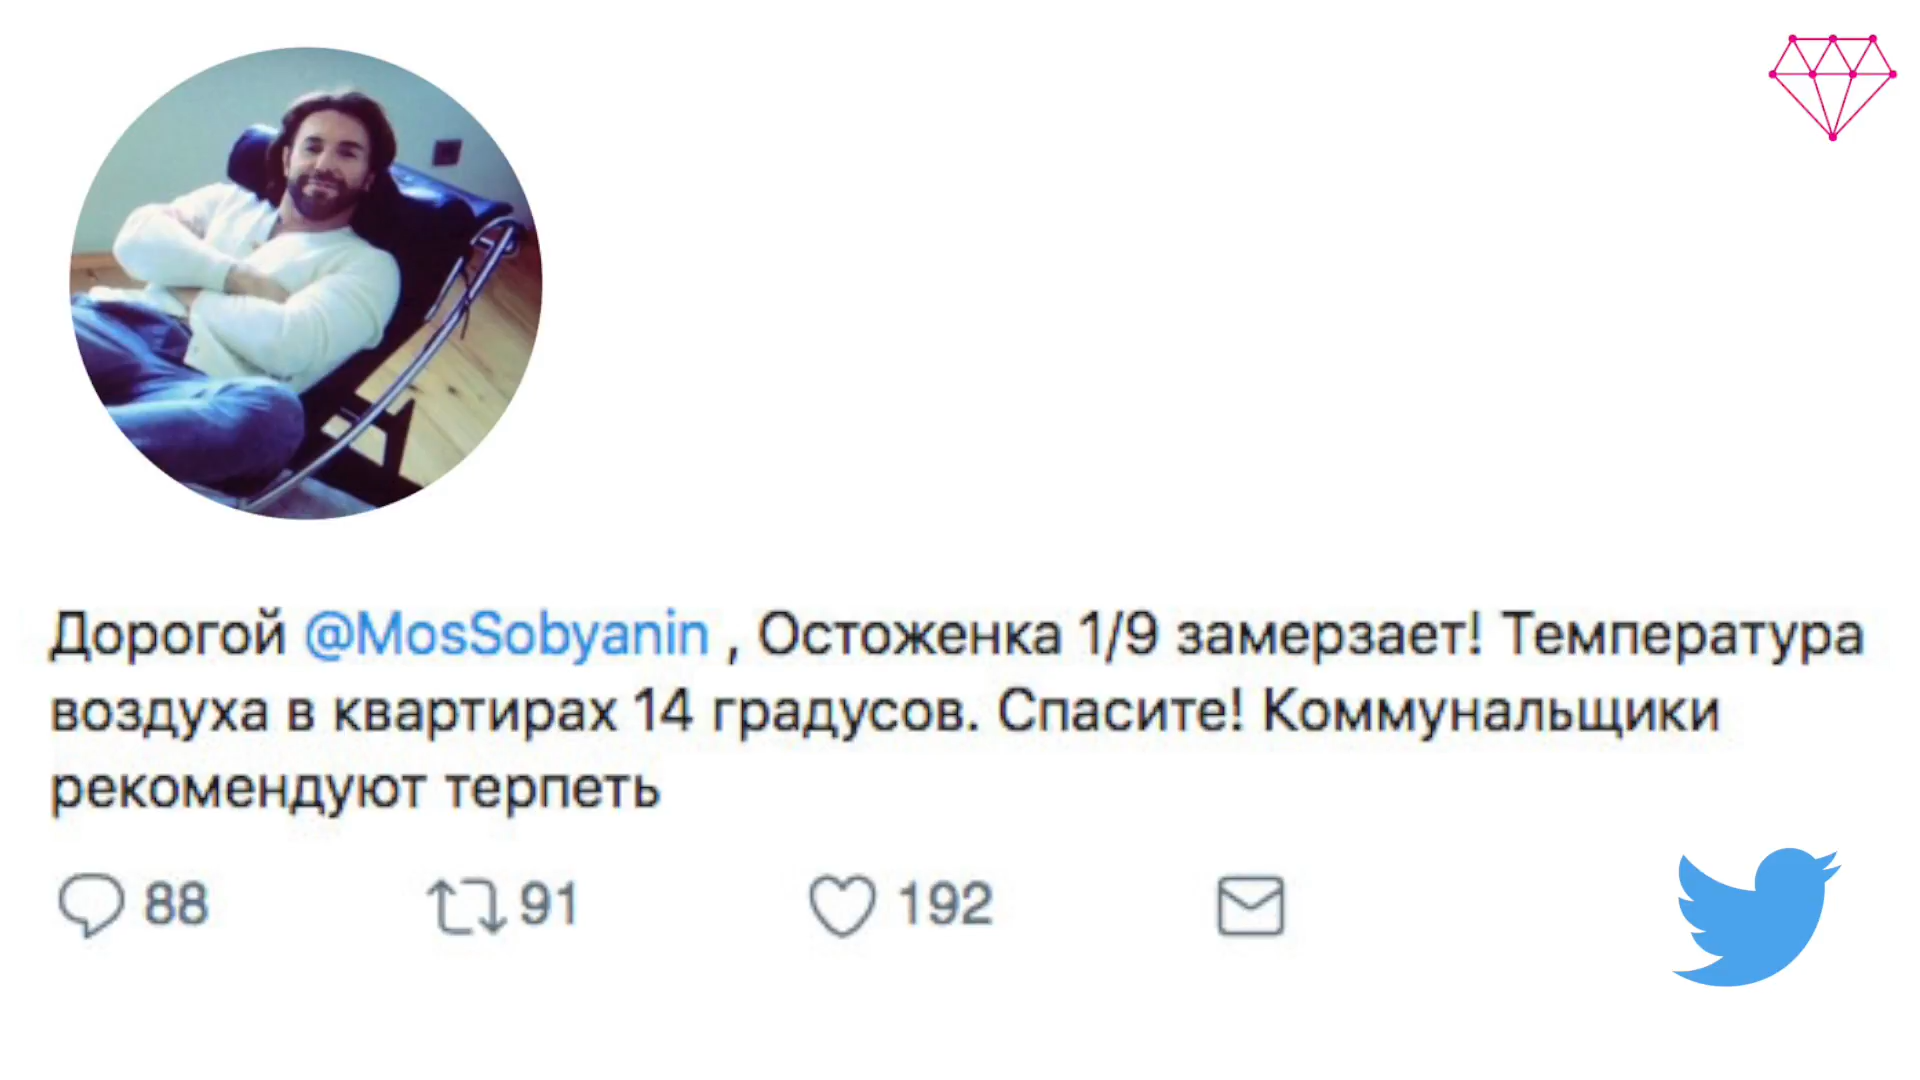 Дорогой @MosSobyanin , Остоженка 1/9 замерзает! Температура
воздуха в квартирах 14 градусов. Спасите! Коммунальщики
рекомендуют терпеть
88 91 192